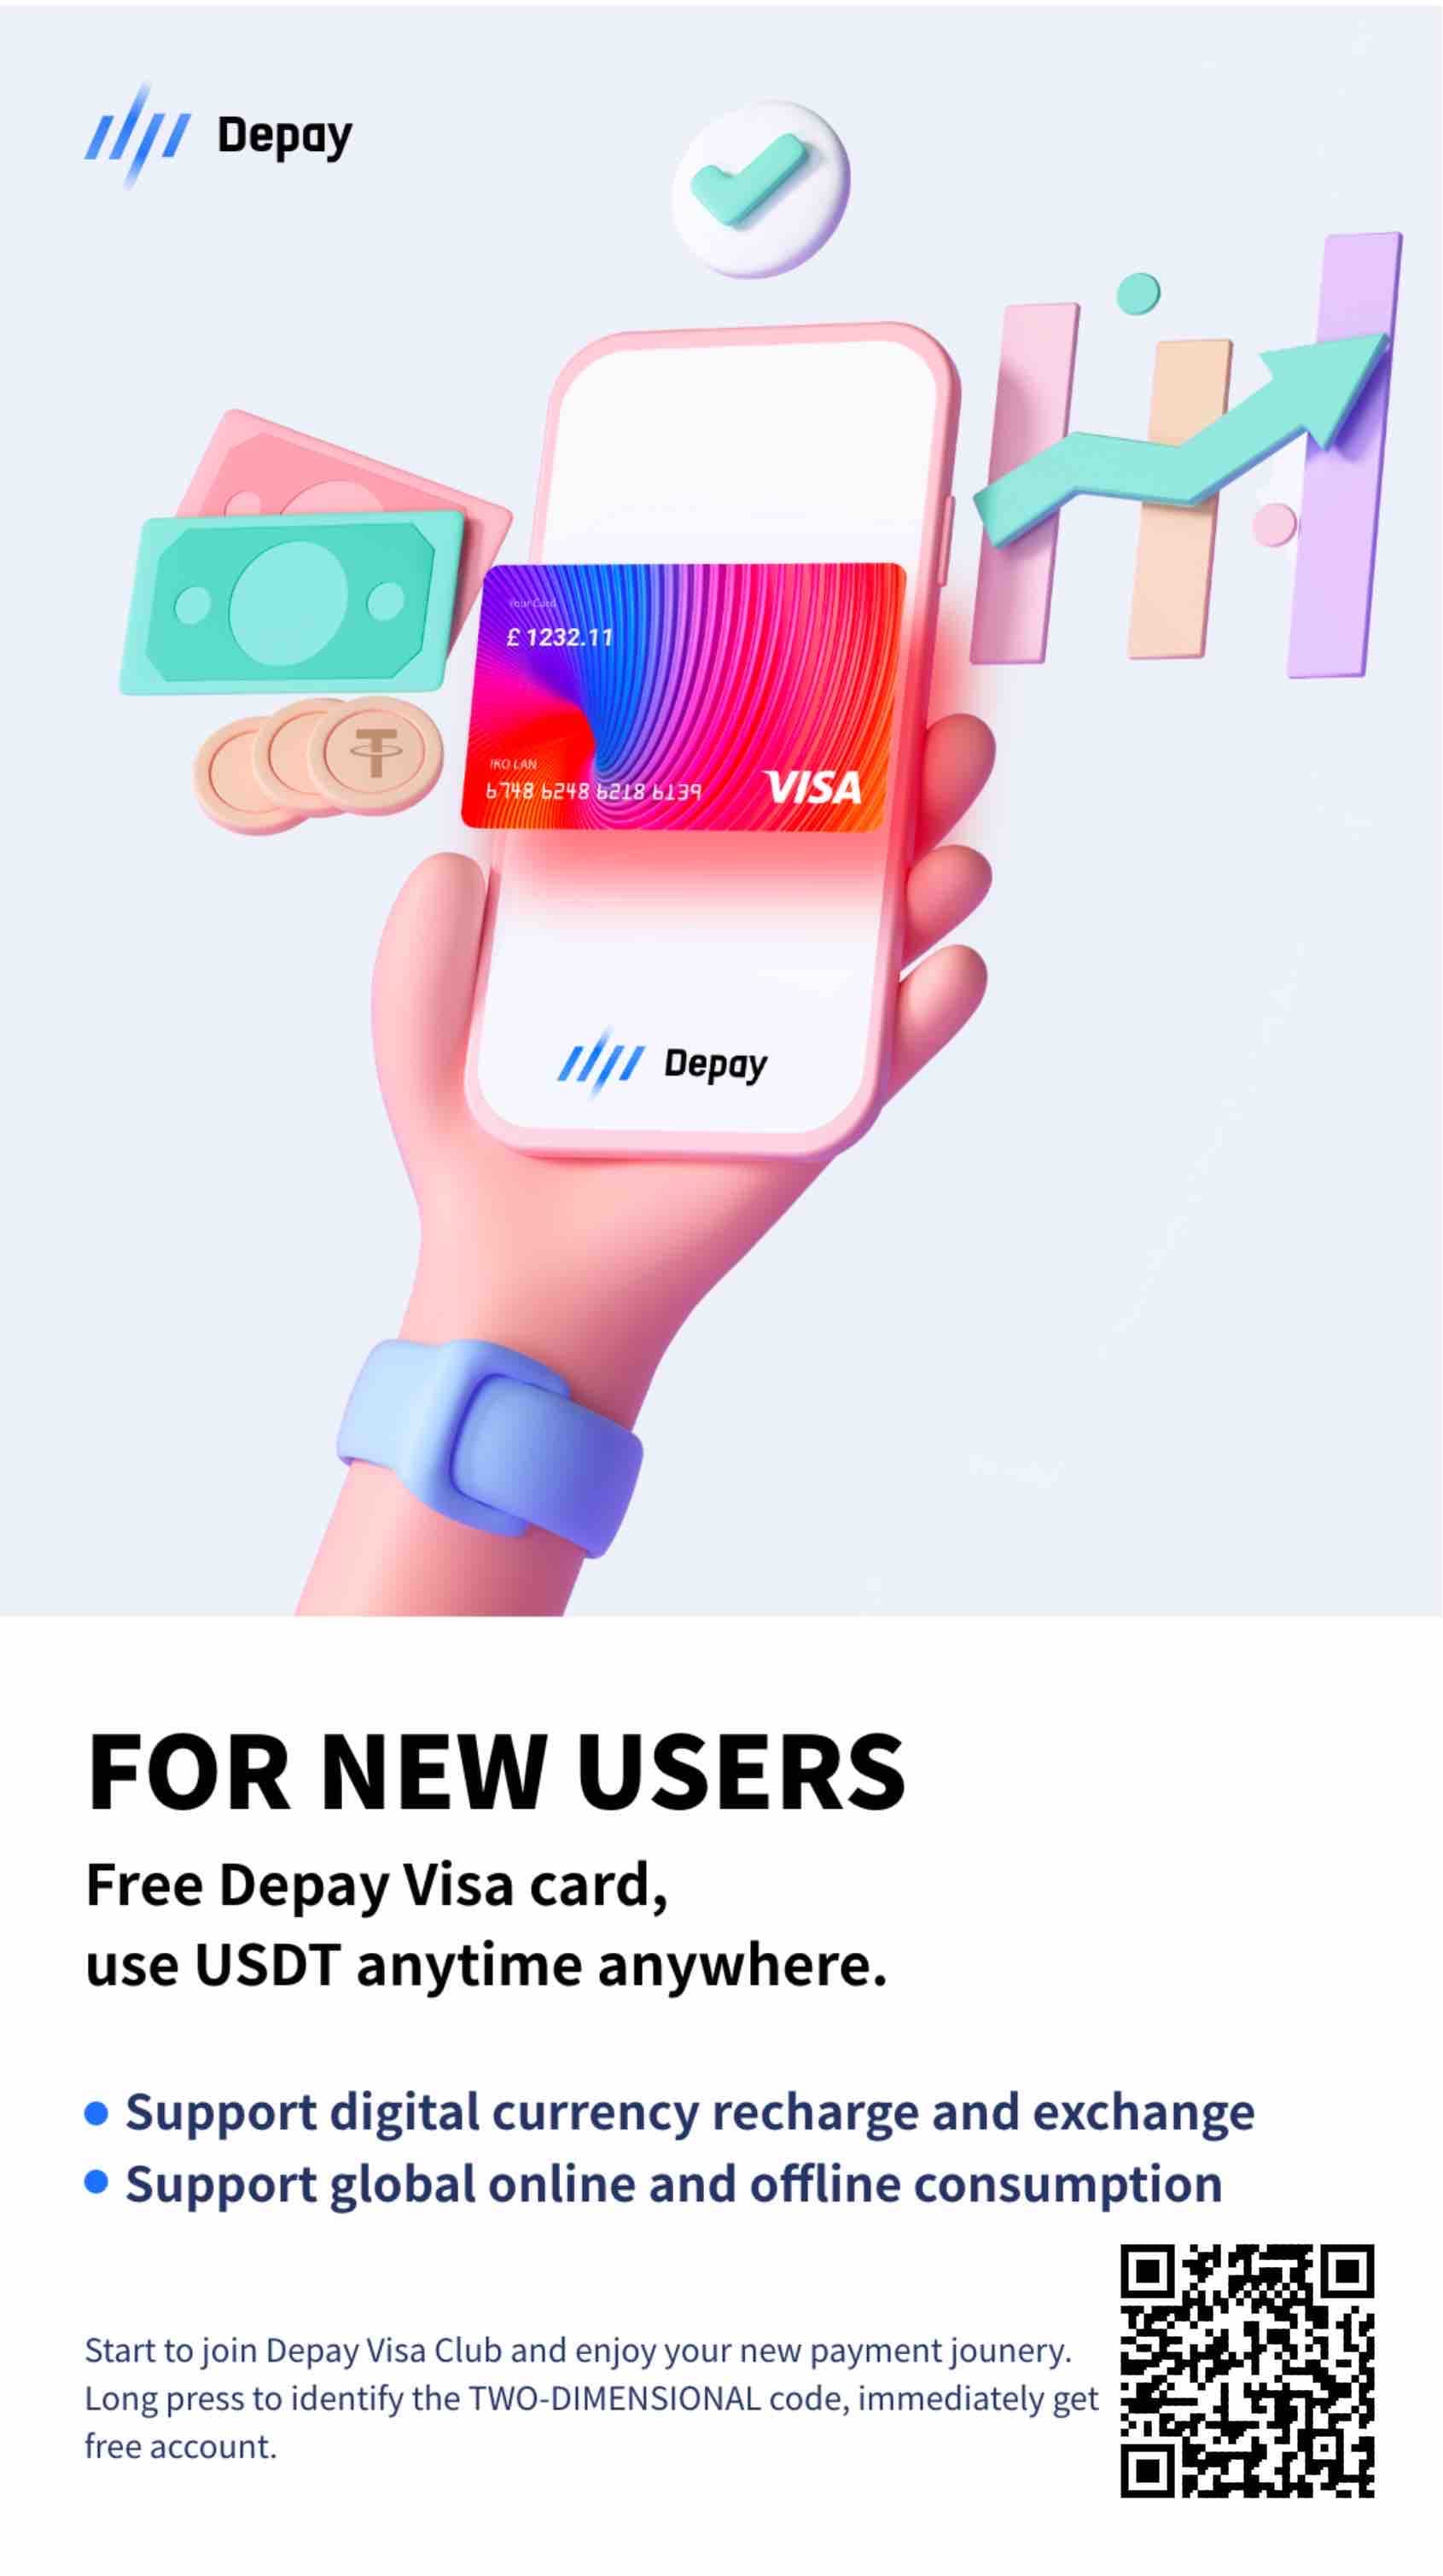 Depay
Your Card
£ 1232.11
IKO LAN
6748 6248 6218 6139
VISA
Depay
FOR NEW USERS
Free Depay Visa card,
use USDT anytime anywhere.
Support digital currency recharge and exchange
Support global online and offline consumption
Start to join Depay Visa Club and enjoy your new payment jounery.
Long press to identify the TWO-DIMENSIONAL code, immediately get
free account.